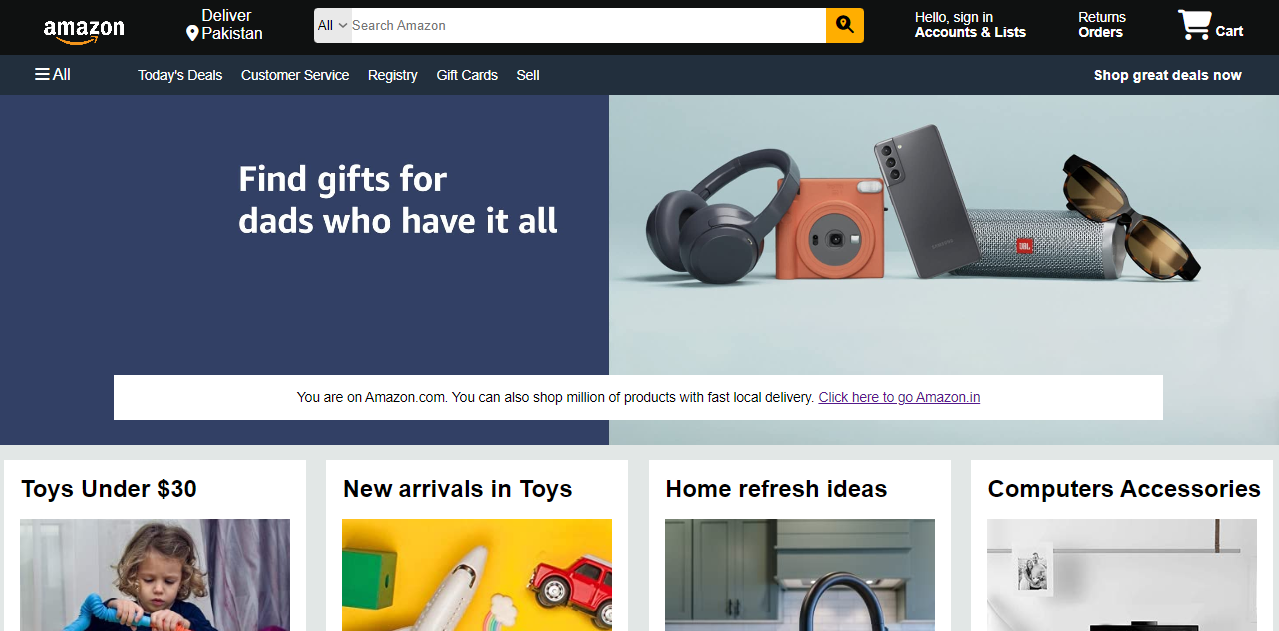 amazon
Deliver
Pakistan
All
Search Amazon
Hello, sign in
Accounts & Lists
Returns
Orders
Cart
All
Today's Deals
Customer Service
Registry
Gift Cards
Sell
Shop great deals now
Find gifts for
dads who have it all
SAMSUNG
JBL
You are on Amazon.com. You can also shop million of products with fast local delivery. Click here to go Amazon.in
Toys Under $30
New arrivals in Toys
Home refresh ideas
Computers Accessories